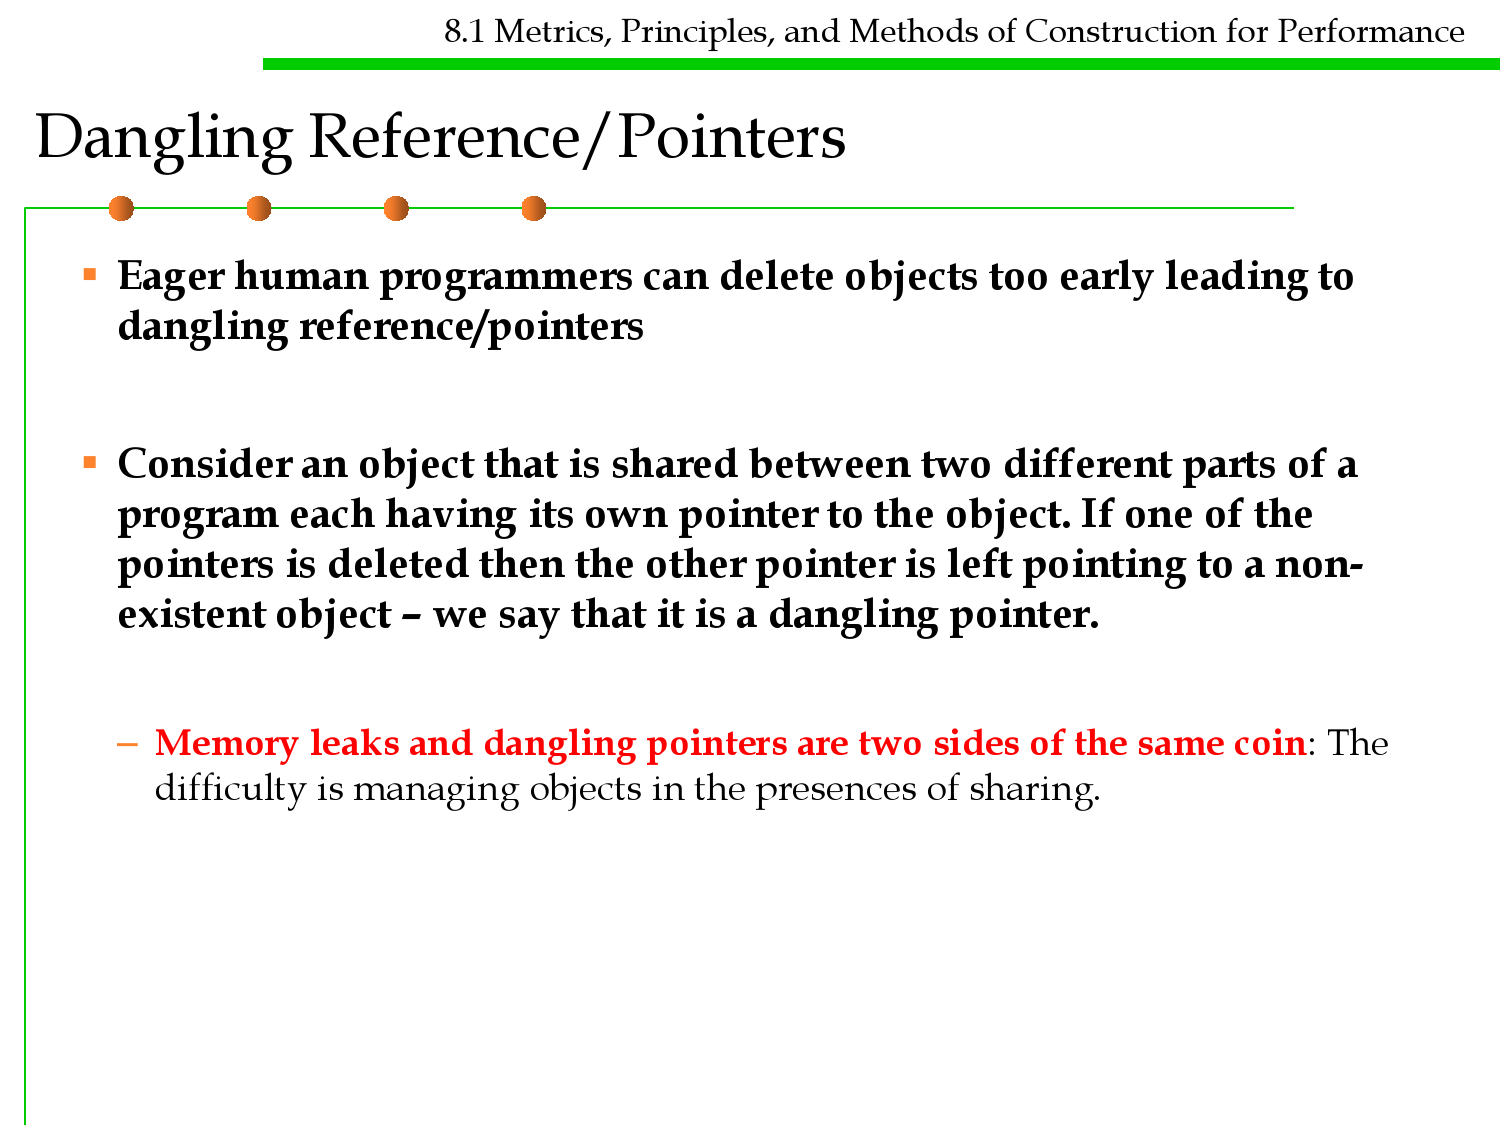 8.1 Metrics, Principles, and Methods of Construction for Performance
Dangling Reference/Pointers
▪ Eager human programmers can delete objects too early leading to
dangling reference/pointers
▪ Consider an object that is shared between two different parts of a
program each having its own pointer to the object. If one of the
pointers is deleted then the other pointer is left pointing to a non-
existent object – we say that it is a dangling pointer.
– Memory leaks and dangling pointers are two sides of the same coin: The
difficulty is managing objects in the presences of sharing.